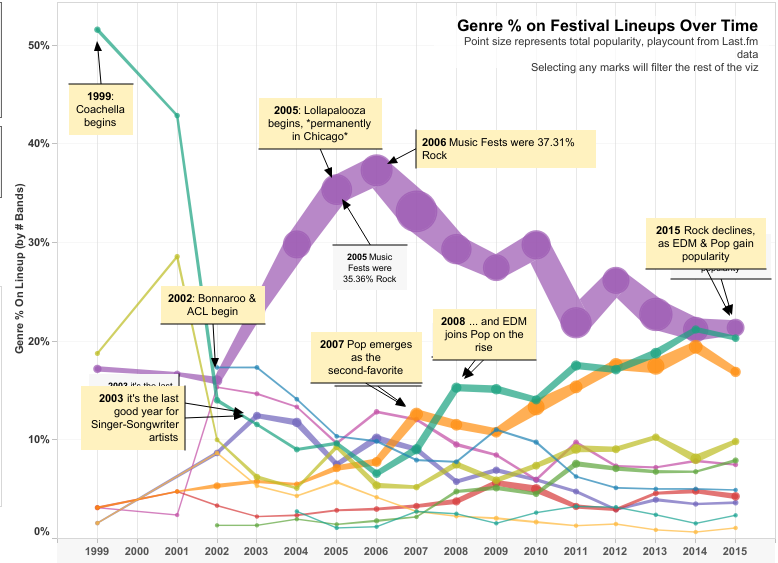 Genre % on Festival Lineups Over Time
Point size represents total popularity, playcount from Last.fm
data
Selecting any marks will filter the rest of the viz
Genre % On Lineup (by # Bands)
50%
40%
30%
20%
10%
0%
1999:
Coachella
begins
2005: Lollapalooza
begins, *permanently
in Chicago*
2006 Music Fests were 37.31%
Rock
2005 Music
Fests were
35.36% Rock
2015 Rock declines,
as EDM & Pop gain
popularity
popularity
2002: Bonnaroo &
ACL begin
2007 Pop emerges
as the
second-favorite
2008 ... and EDM
joins Pop on the
rise
2003 it's the last
2003 it's the last
good year for
Singer-Songwriter
artists
1999 2000 2001 2002 2003 2004 2005 2006 2007 2008 2009 2010 2011 2012 2013 2014 2015